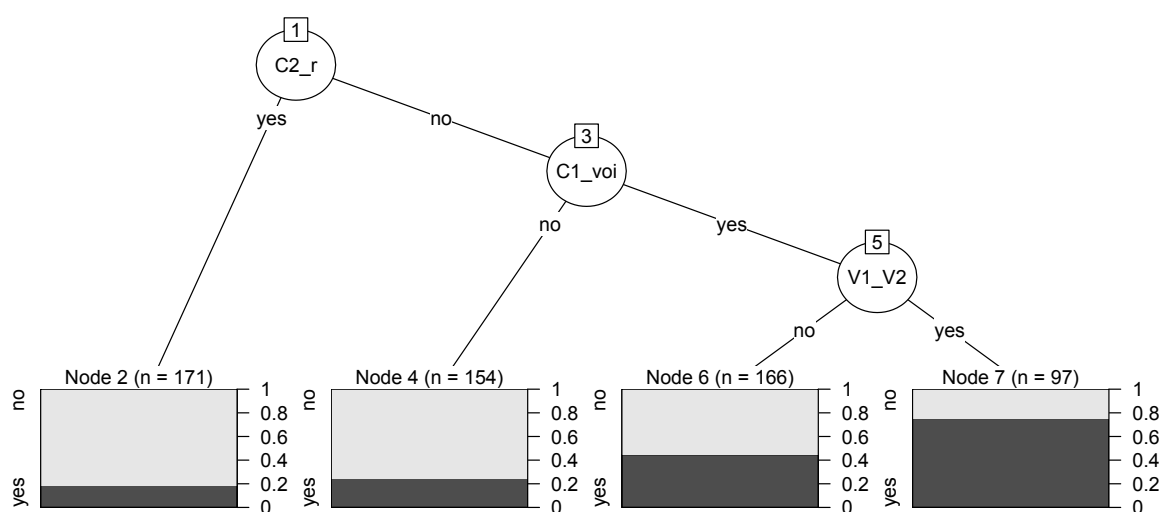 1
C2_r
yes
no
3
C1_voi
no
yes
5
V1_V2
no
yes
Node 2 (n = 171)
no
yes
1
0.8
0.6
0.4
0.2
0
Node 4 (n = 154)
no
yes
1
0.8
0.6
0.4
0.2
0
Node 6 (n = 166)
no
yes
1
0.8
0.6
0.4
0.2
0
Node 7 (n = 97)
no
yes
1
0.8
0.6
0.4
0.2
0